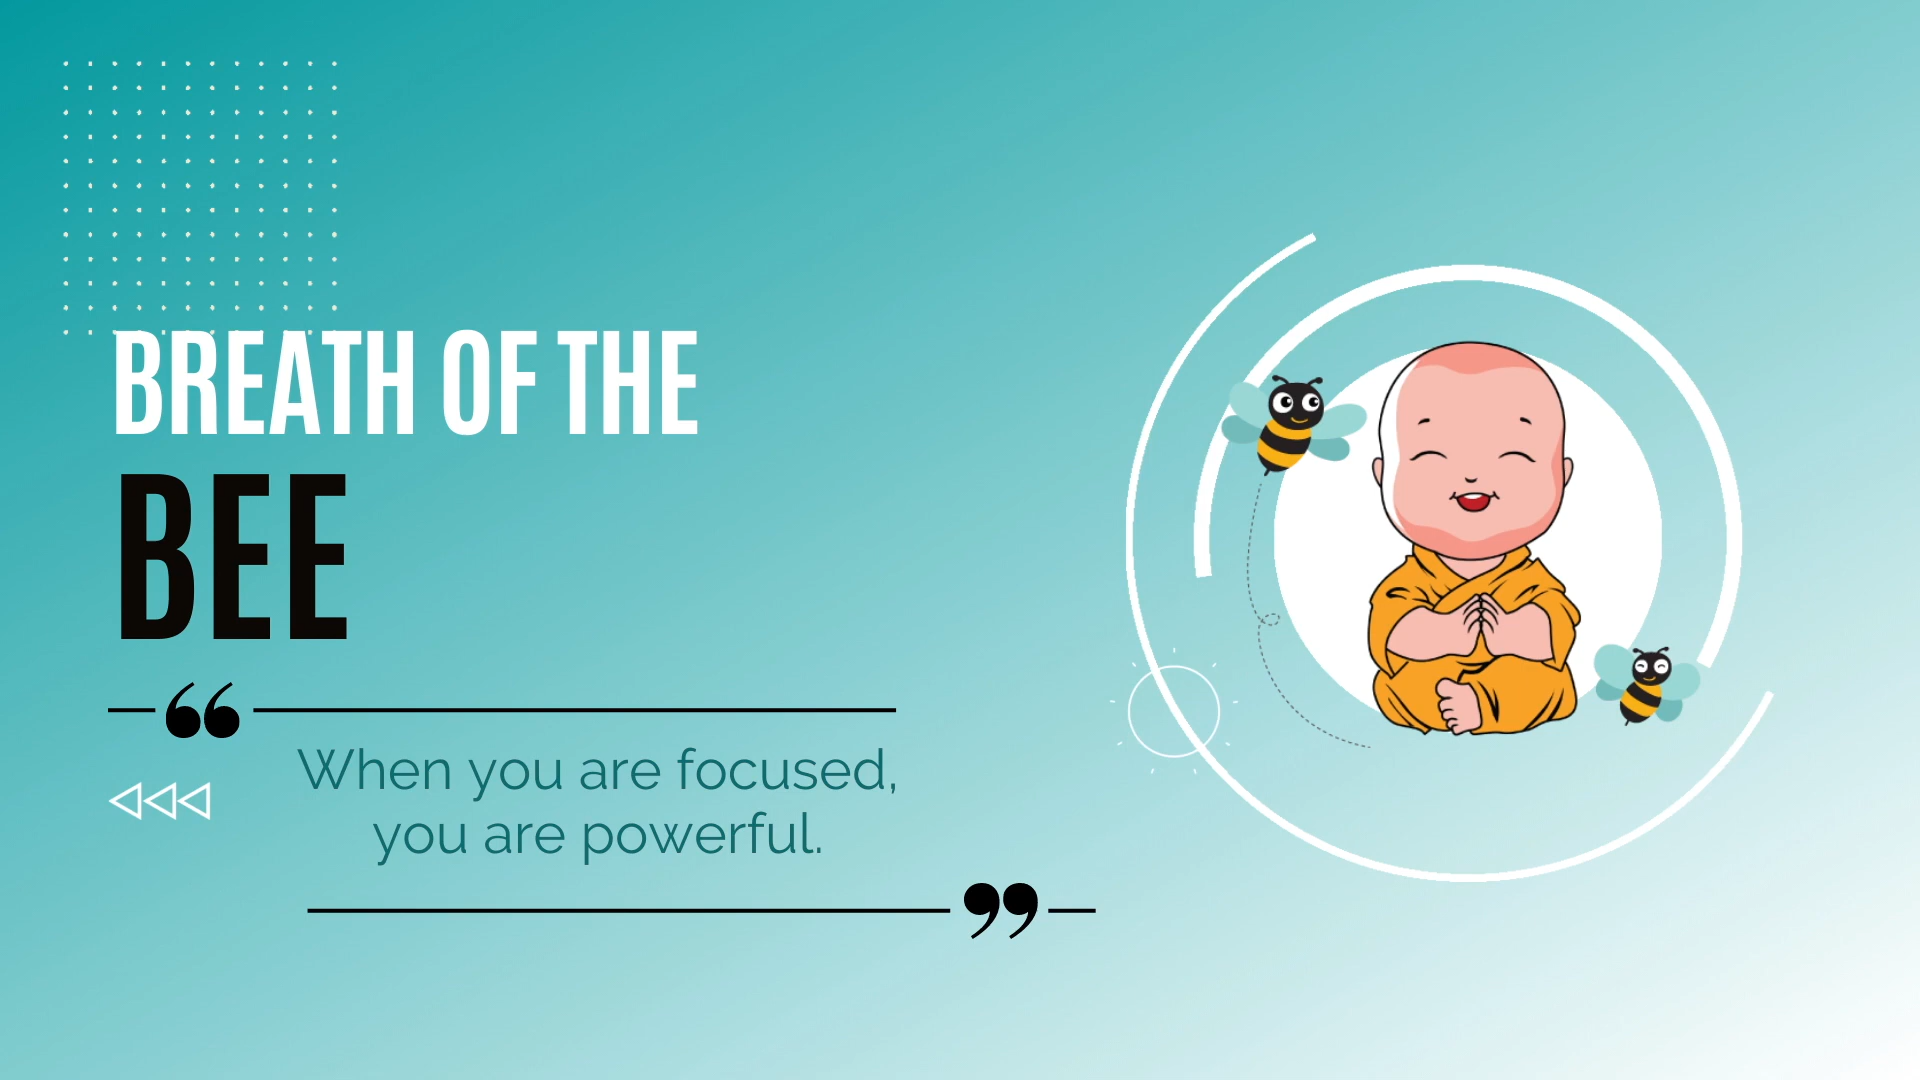 BREATH OF THE
BEE
“
When you are focused,
you are powerful.
”